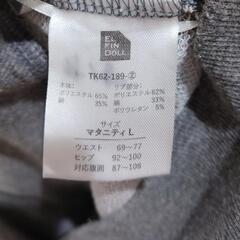 EL
FIN
DOLL
TK62-189-②
本体: リブ部分:
ポリエステル 65% ポリエステル 62%
綿 35% 綿 33%
ポリウレタン 5%
サイズ
マタニティ L
ウエスト 69～77
ヒップ 92～100
対応腹囲 87～108